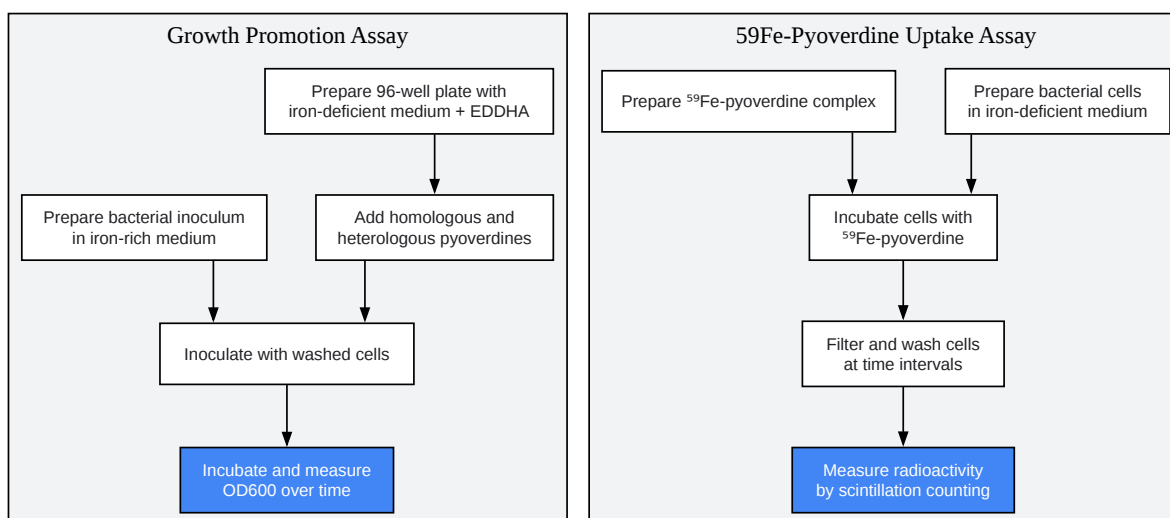 Growth Promotion Assay
Prepare 96-well plate with
iron-deficient medium + EDDHA
Prepare bacterial inoculum
in iron-rich medium
Add homologous and
heterologous pyoverdines
Inoculate with washed cells
Incubate and measure
OD600 over time
59Fe-Pyoverdine Uptake Assay
Prepare ⁵⁹Fe-pyoverdine complex
Prepare bacterial cells
in iron-deficient medium
Incubate cells with
⁵⁹Fe-pyoverdine
Filter and wash cells
at time intervals
Measure radioactivity
by scintillation counting